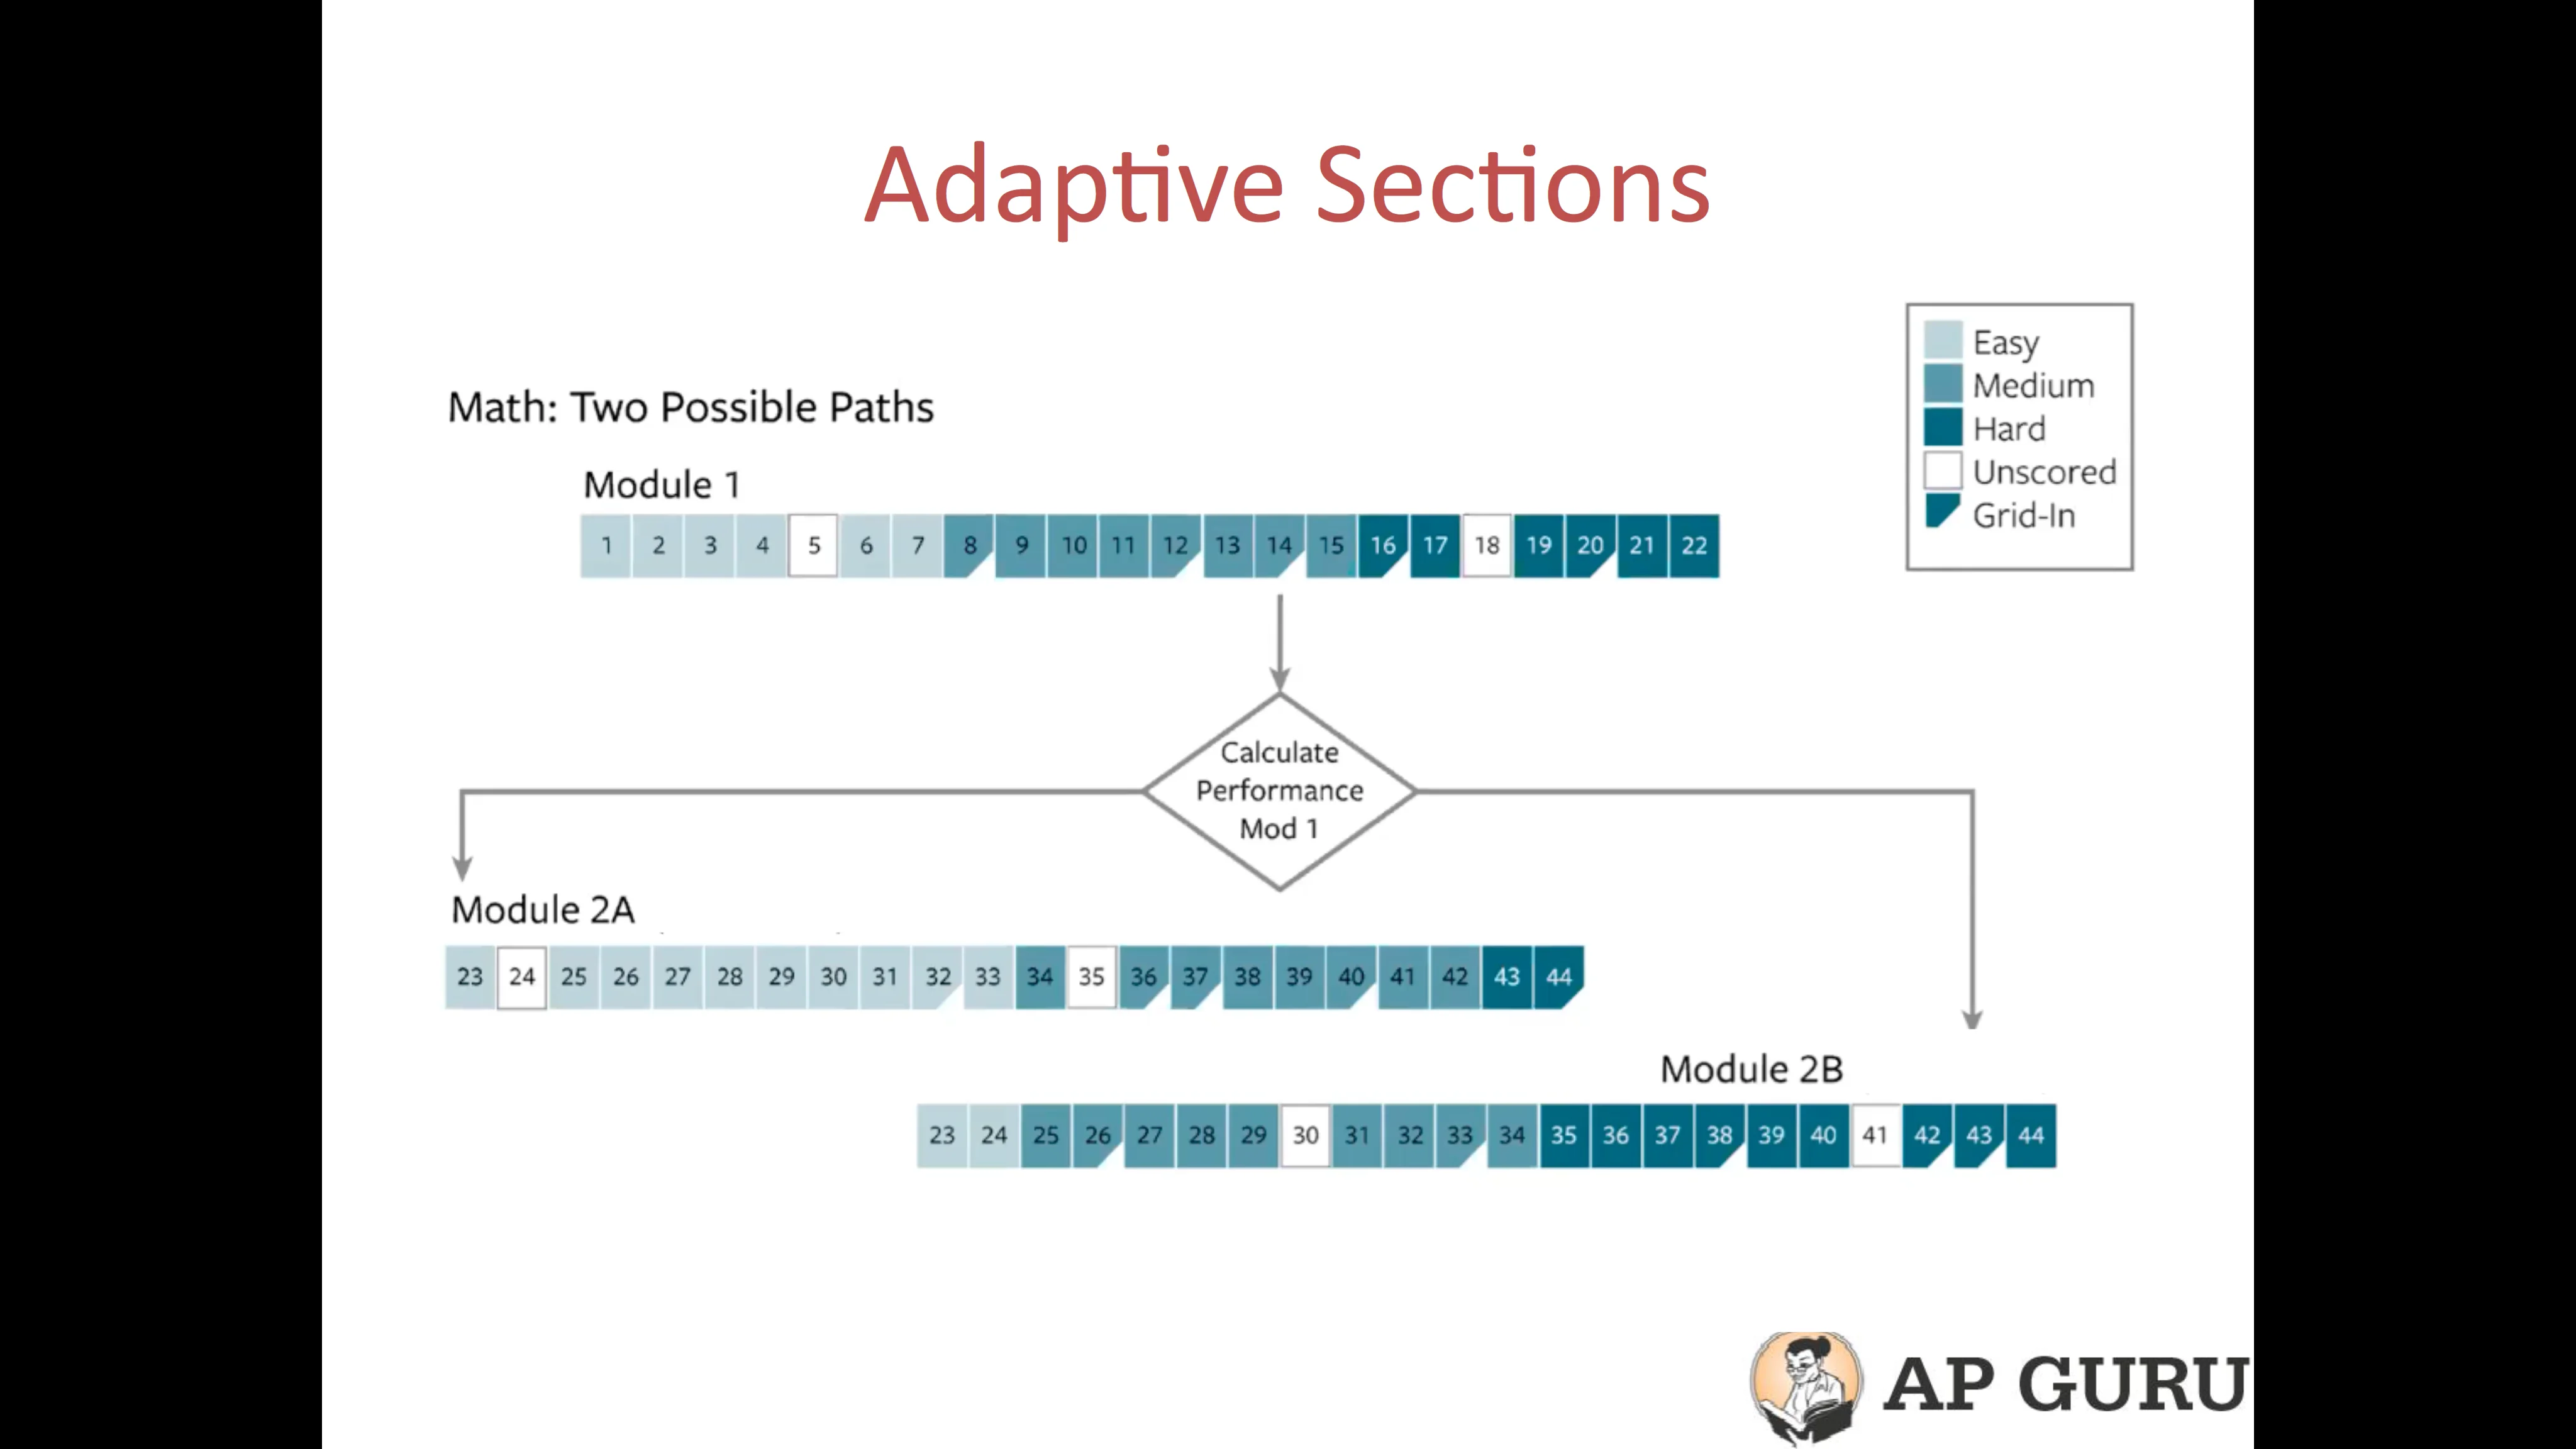 Adaptive Sections
Easy
Medium
Hard
Unscored
Grid-In
Math: Two Possible Paths
Module 1
1 2 3 4 5 6 7 8 9 10 11 12 13 14 15 16 17 18 19 20 21 22
Calculate
Performance
Mod 1
Module 2A
23 24 25 26 27 28 29 30 31 32 33 34 35 36 37 38 39 40 41 42 43 44
Module 2B
23 24 25 26 27 28 29 30 31 32 33 34 35 36 37 38 39 40 41 42 43 44
AP GURU